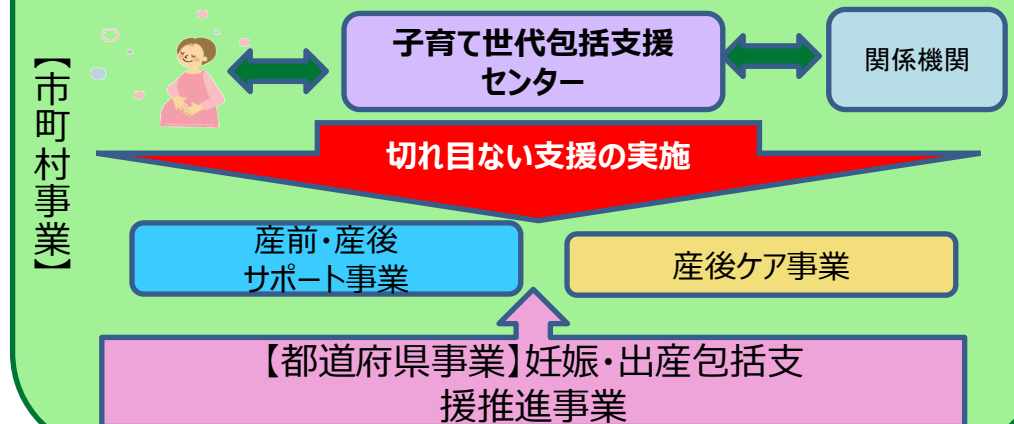 【市町村事業】
子育て世代包括支援
センター
関係機関
切れ目ない支援の実施
産前・産後
サポート事業
産後ケア事業
【都道府県事業】妊娠・出産包括支
援推進事業